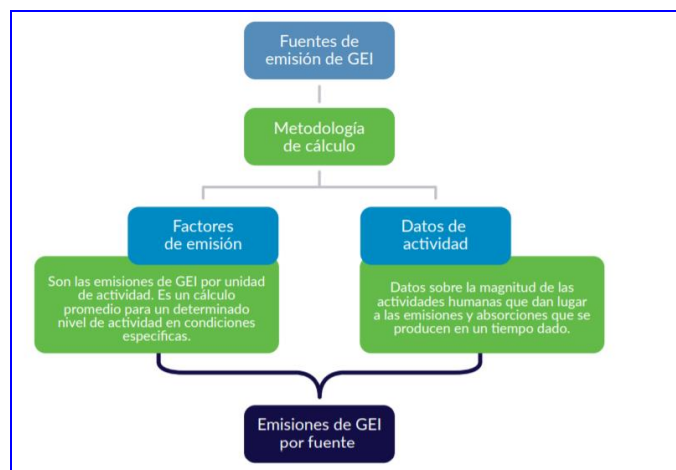 Fuentes de
emisión de GEI
Metodología
de cálculo
Factores
de emisión
Son las emisiones de GEI por unidad
de actividad. Es un cálculo
promedio para un determinado
nivel de actividad en condiciones
específicas.
Datos de
actividad
Datos sobre la magnitud de las
actividades humanas que dan lugar
a las emisiones y absorciones que se
producen en un tiempo dado.
Emisiones de GEI
por fuente